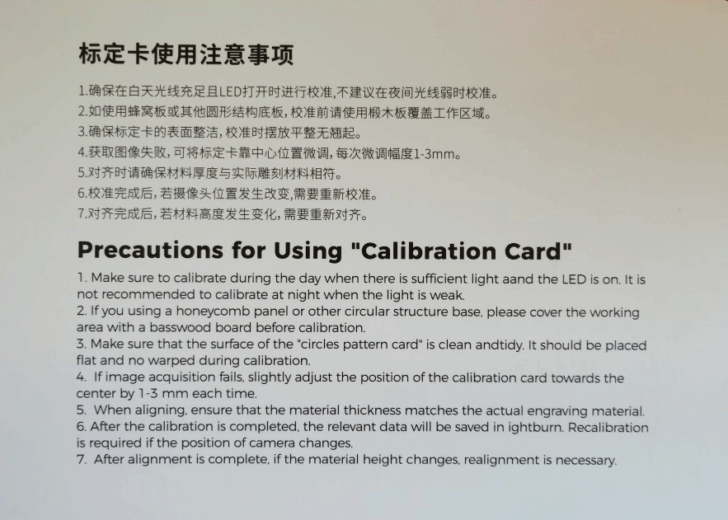 标定卡使用注意事项
1.确保在白天光线充足且LED打开时进行校准,不建议在夜间光线弱时校准。
2.如使用蜂窝板或其他圆形结构底板,校准前请使用椴木板覆盖工作区域。
3.确保标定卡的表面整洁,校准时摆放平整无翘起。
4.获取图像失败,可将标定卡靠中心位置微调,每次微调幅度1-3mm。
5.对齐时请确保材料厚度与实际雕刻材料相符。
6.校准完成后,若摄像头位置发生改变,需要重新校准。
7.对齐完成后,若材料高度发生变化,需要重新对齐。
Precautions for Using "Calibration Card"
1. Make sure to calibrate during the day when there is sufficient light aand the LED is on. It is
not recommended to calibrate at night when the light is weak.
2. If you using a honeycomb panel or other circular structure base, please cover the working
area with a basswood board before calibration.
3. Make sure that the surface of the "circles pattern card" is clean andtidy. It should be placed
flat and no warped during calibration.
4. If image acquisition fails, slightly adjust the position of the calibration card towards the
center by 1-3 mm each time.
5. When aligning, ensure that the material thickness matches the actual engraving material.
6. After the calibration is completed, the relevant data will be saved in ightburn. Recalibration
is required if the position of camera changes.
7. After alignment is complete, if the material height changes, realignment is necessary.